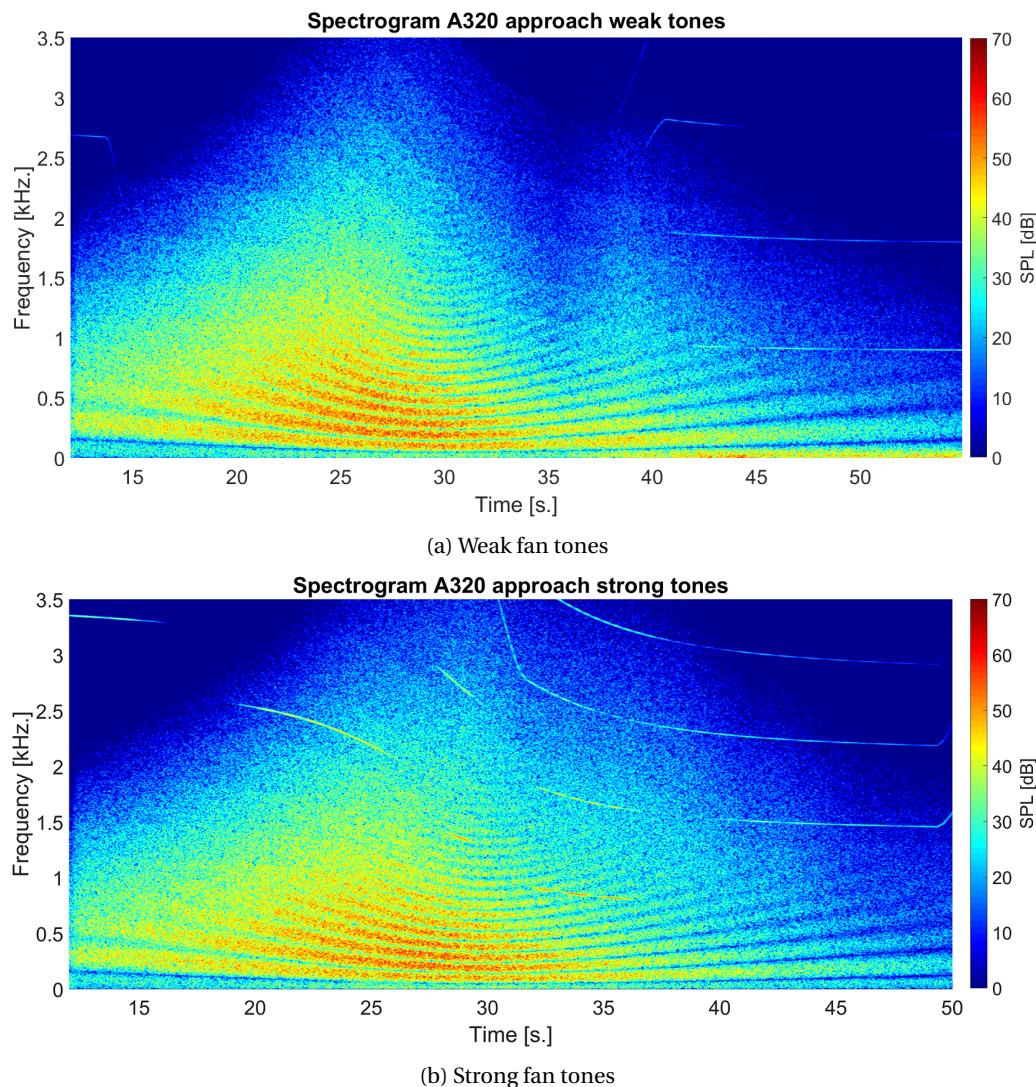 Spectrogram A320 approach weak tones
3.5
3
2.5
2
1.5
1
0.5
0
Frequency [kHz.]
15 20 25 30 35 40 45 50
Time [s.]
70
60
50
40
30
20
10
0
SPL [dB]
(a) Weak fan tones
Spectrogram A320 approach strong tones
3.5
3
2.5
2
1.5
1
0.5
0
Frequency [kHz.]
15 20 25 30 35 40 45 50
Time [s.]
70
60
50
40
30
20
10
0
SPL [dB]
(b) Strong fan tones